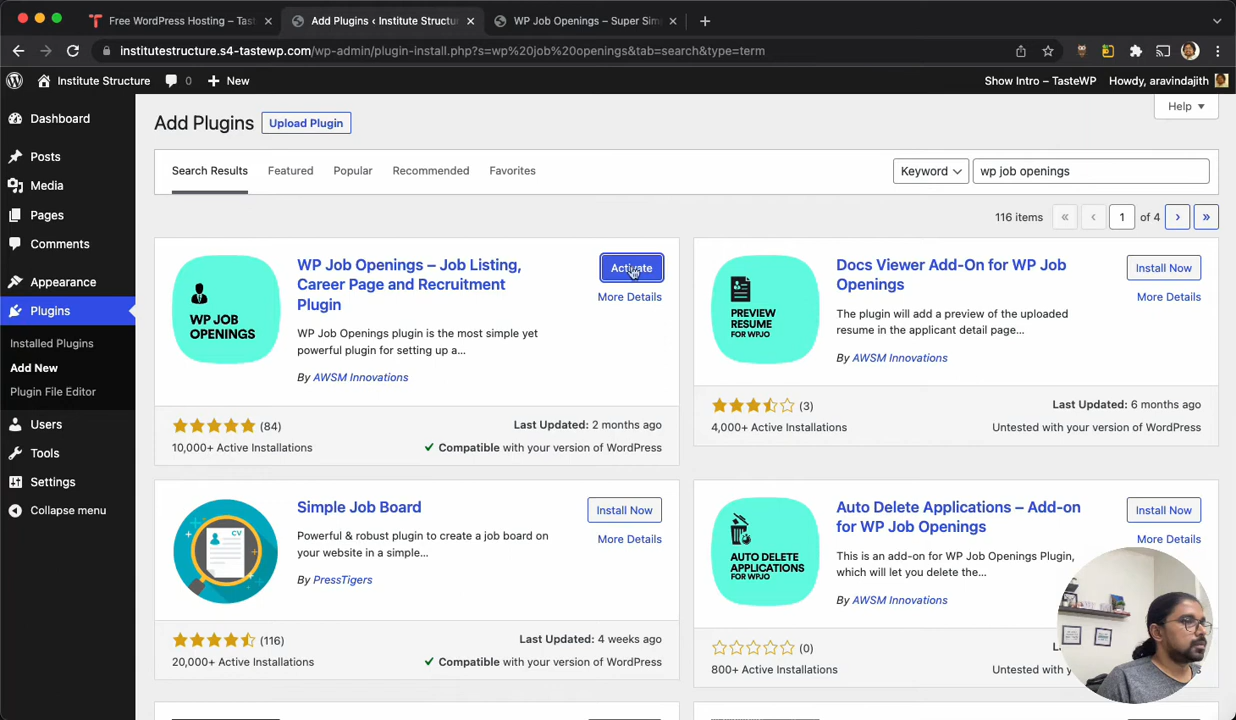 Free WordPress Hosting – Tast
Add Plugins ‹ Institute Structur
WP Job Openings – Super Sim
institutestructure.s4-tastewp.com/wp-admin/plugin-install.php?s=wp%20job%20openings&tab=search&type=term
Institute Structure
0
New
Show Intro – TasteWP
Howdy, aravindajith
Dashboard
Posts
Media
Pages
Comments
Appearance
Plugins
Installed Plugins
Add New
Plugin File Editor
Users
Tools
Settings
Collapse menu
Add Plugins
Upload Plugin
Help
Search Results
Featured
Popular
Recommended
Favorites
Keyword
wp job openings
116 items
«
‹
1
of 4
›
»
WP JOB
OPENINGS
WP Job Openings – Job Listing,
Career Page and Recruitment
Plugin
Activate
More Details
WP Job Openings plugin is the most simple yet
powerful plugin for setting up a...
By AWSM Innovations
(84)
10,000+ Active Installations
Last Updated: 2 months ago
Compatible with your version of WordPress
PREVIEW
RESUME
FOR WPJO
Docs Viewer Add-On for WP Job
Openings
Install Now
More Details
The plugin will add a preview of the uploaded
resume in the applicant detail page...
By AWSM Innovations
(3)
4,000+ Active Installations
Last Updated: 6 months ago
Untested with your version of WordPress
CV
Simple Job Board
Install Now
More Details
Powerful & robust plugin to create a job board on
your website in a simple...
By PressTigers
(116)
20,000+ Active Installations
Last Updated: 4 weeks ago
Compatible with your version of WordPress
AUTO DELETE
APPLICATIONS
FOR WPJO
Auto Delete Applications – Add-on
for WP Job Openings
Install Now
More Details
This is an add-on for WP Job Openings Plugin,
which will let you delete the...
By AWSM Innovations
(0)
800+ Active Installations
Untested with